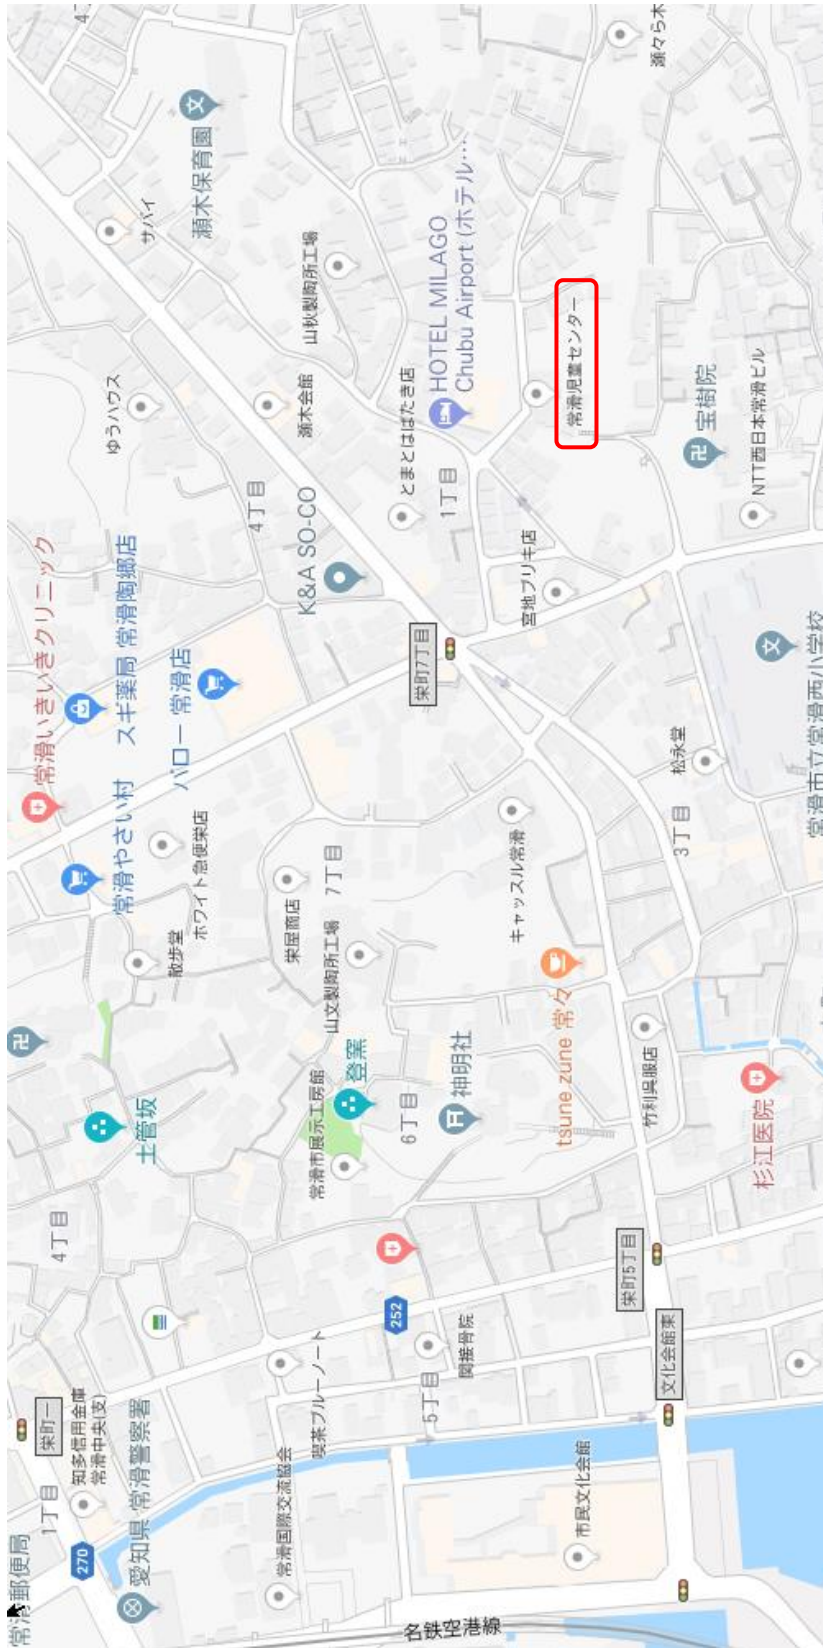 常滑郵便局
1丁目
栄町一
270
知多信用金庫
常滑中央(支)
愛知県 常滑警察署
4丁目
土管坂
卍
常滑いきいきクリニック
常滑やさい村
スギ薬局 常滑陶郷店
バロー 常滑店
ゆうハウス
サバイ
瀬木保育園
文
4丁
散歩堂
ホワイト急便栄店
4丁目
K&A SO-CO
瀬木会館
山秋製陶所工場
常滑国際交流協会
喫茶ブルーノート
常滑市展示工房館
登窯
山文製陶所工場
栄屋商店
7丁目
252
6丁目
5丁目
関接骨院
神明社
栄町7丁目
とまとはばたき店
1丁目
HOTEL MILAGO
Chubu Airport (ホテル…
名鉄空港線
市民文化会館
tsune zune 常々
キャッスル常滑
宮地ブリキ店
常滑児童センター
栄町5丁目
文化会館東
竹利呉服店
3丁目
松永堂
宝樹院
卍
瀬々ら木
杉江医院
NTT西日本常滑ビル
文
常滑市立常滑西小学校